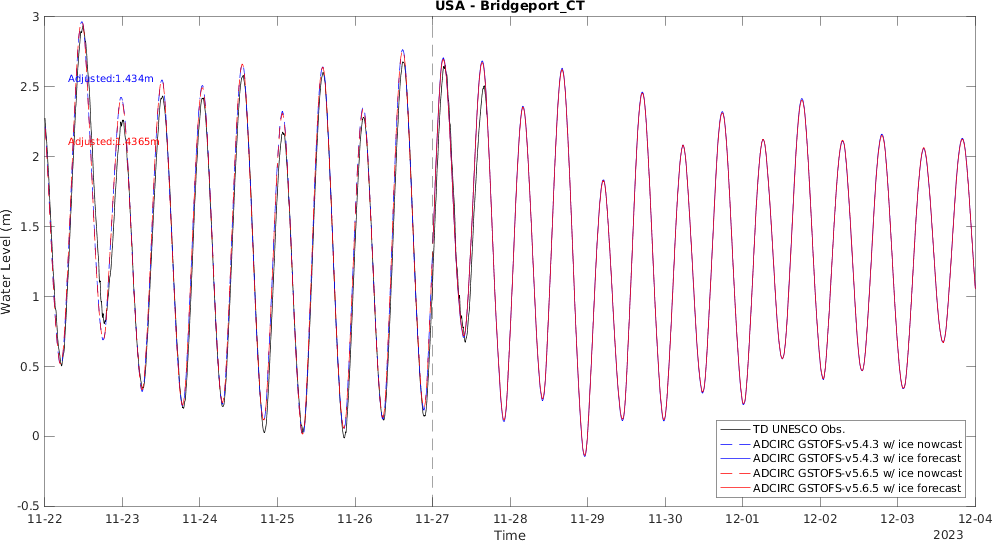 USA - Bridgeport_CT
3
2.5
2
1.5
1
0.5
0
-0.5
Water Level (m)
Adjusted:1.434m
Adjusted:1.4365m
TD UNESCO Obs.
ADCIRC GSTOFS-v5.4.3 w/ ice nowcast
ADCIRC GSTOFS-v5.4.3 w/ ice forecast
ADCIRC GSTOFS-v5.6.5 w/ ice nowcast
ADCIRC GSTOFS-v5.6.5 w/ ice forecast
11-22 11-23 11-24 11-25 11-26 11-27 11-28 11-29 11-30 12-01 12-02 12-03 12-04
Time
2023